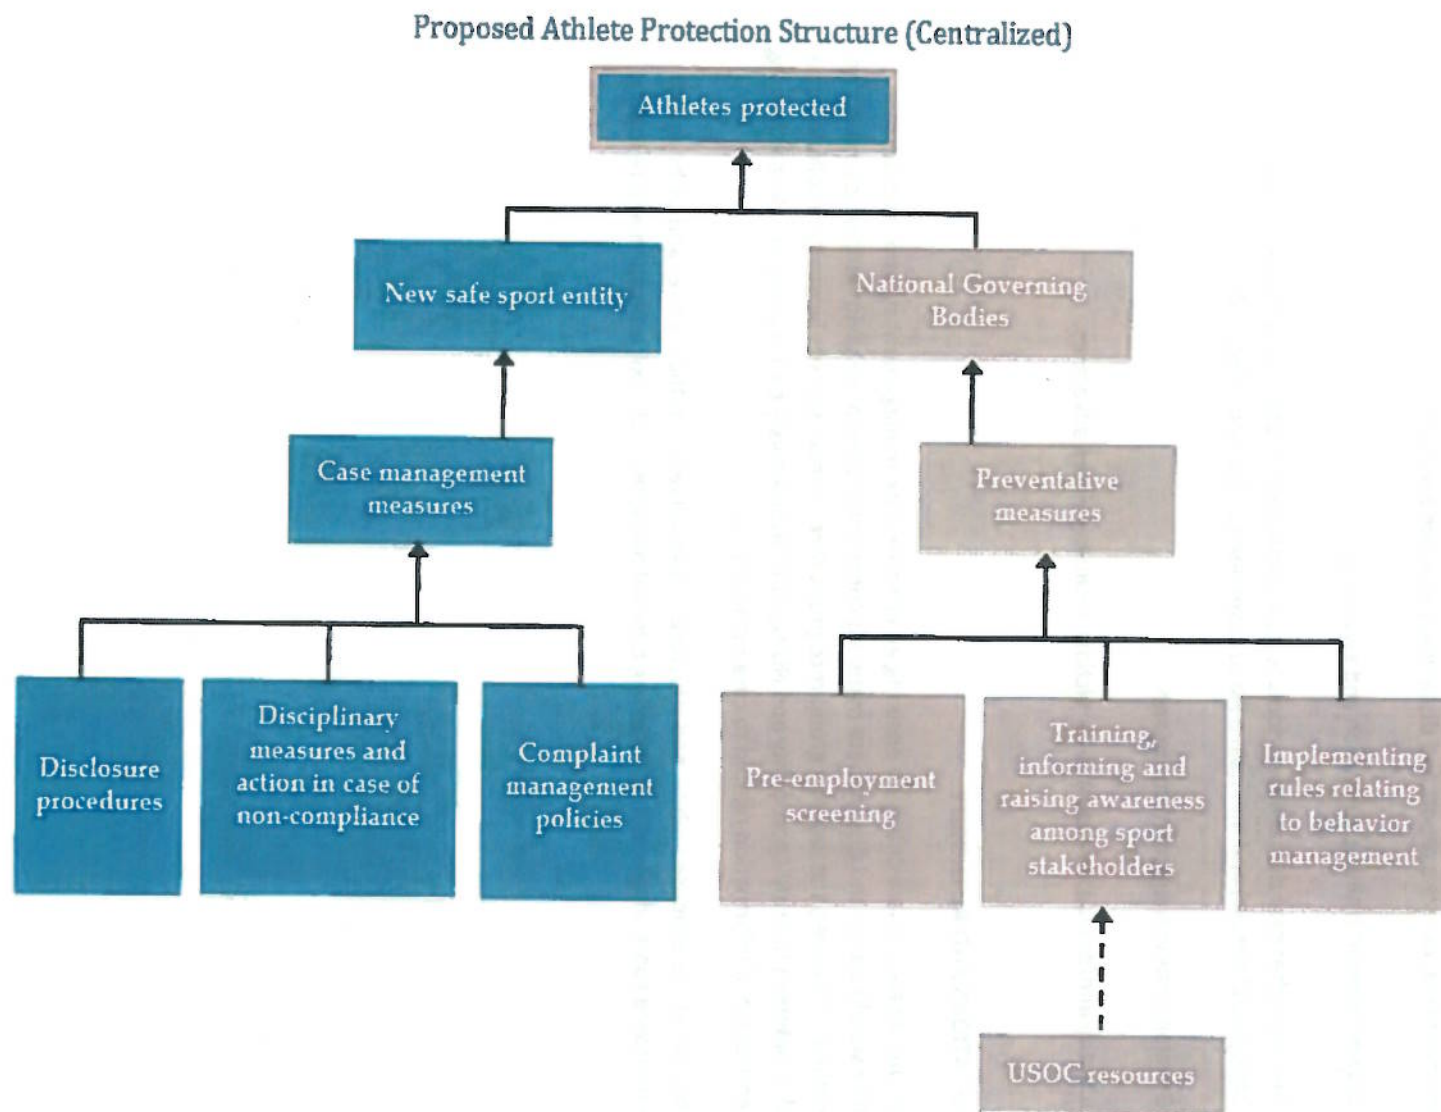 Proposed Athlete Protection Structure (Centralized)
Athletes protected
New safe sport entity
National Governing
Bodies
Case management
measures
Preventative
measures
Disclosure
procedures
Disciplinary
measures and
action in case of
non-compliance
Complaint
management
policies
Pre-employment
screening
Training,
informing and
raising awareness
among sport
stakeholders
Implementing
rules relating
to behavior
management
USOC resources